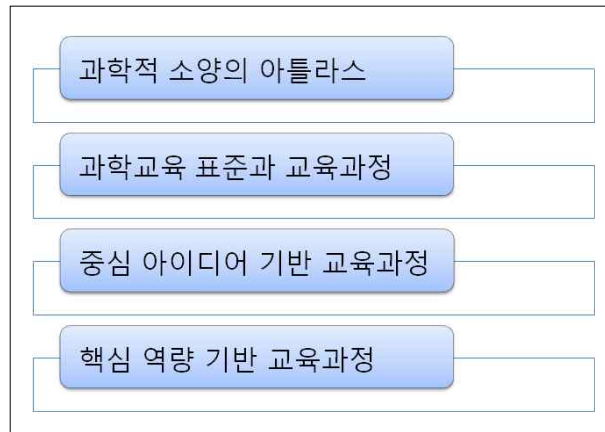 과학적 소양의 아틀라스
과학교육 표준과 교육과정
중심 아이디어 기반 교육과정
핵심 역량 기반 교육과정